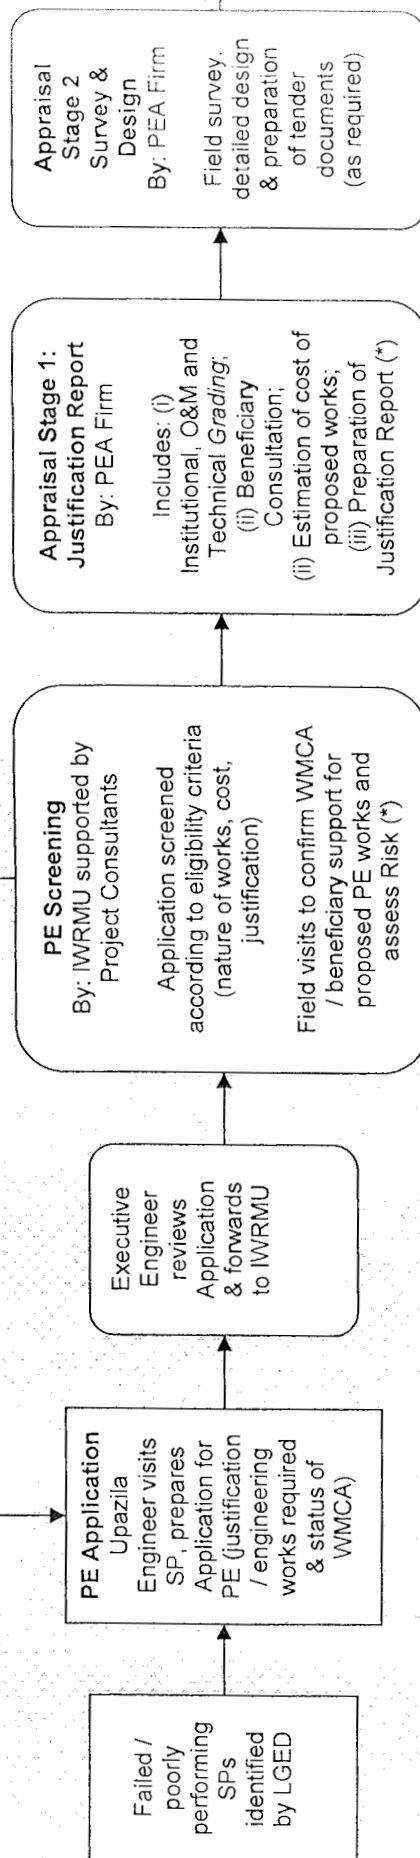 Failed /
poorly
performing
SPs
identified
by LGED
PE Application
Upazila
Engineer visits
SP, prepares
Application for
PE (justification
/ engineering
works required
& status of
WMCA)
Executive
Engineer
reviews
Application
& forwards
to IWRMU
PE Screening
By: IWRMU supported by
Project Consultants
Application screened
according to eligibility criteria
(nature of works, cost,
justification)
Field visits to confirm WMCA
/ beneficiary support for
proposed PE works and
assess Risk (*)
Appraisal Stage 1:
Justification Report
By: PEA Firm
Includes: (i)
Institutional, O&M and
Technical Grading;
(ii) Beneficiary
Consultation;
(ii) Estimation of cost of
proposed works;
(iii) Preparation of
Justification Report (*)
Appraisal
Stage 2
Survey &
Design
By: PEA Firm
Field survey,
detailed design
& preparation
of tender
documents
(as required)